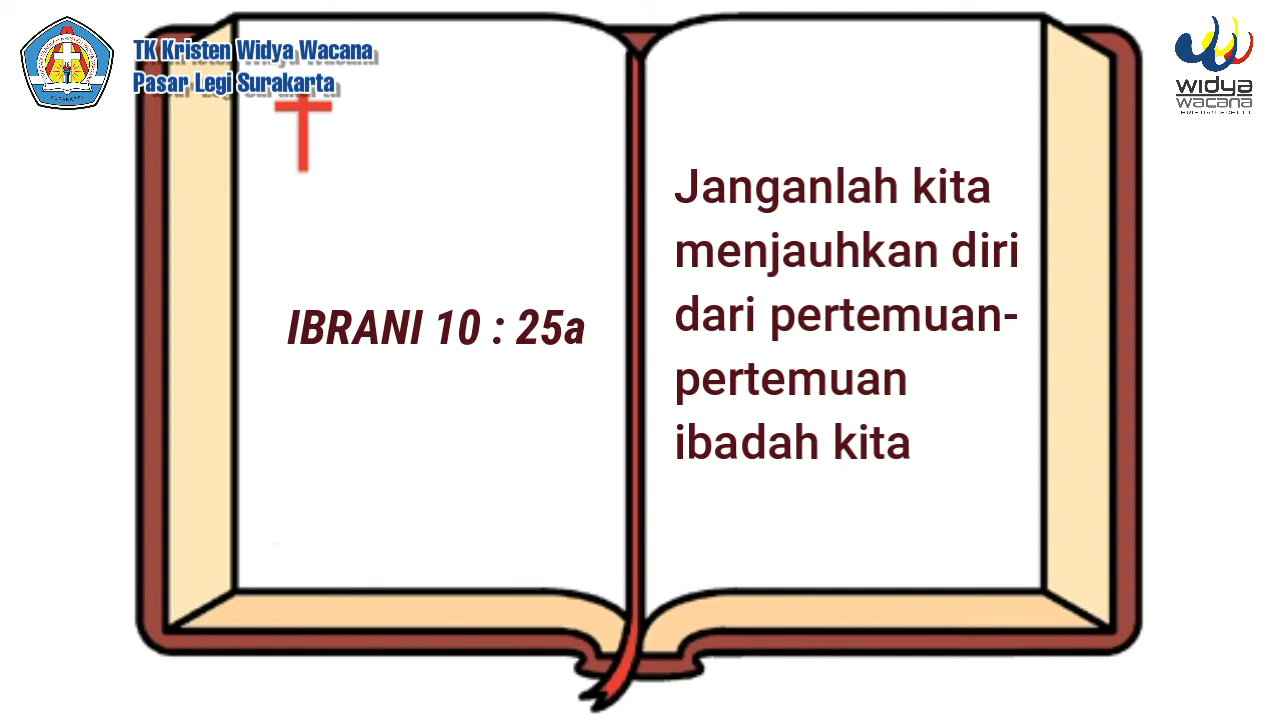 TK Kristen Widya Wacana
Pasar Legi Surakarta
widya
wacana
SURAKARTA
IBRANI 10 : 25a
Janganlah kita
menjauhkan diri
dari pertemuan-
pertemuan
ibadah kita